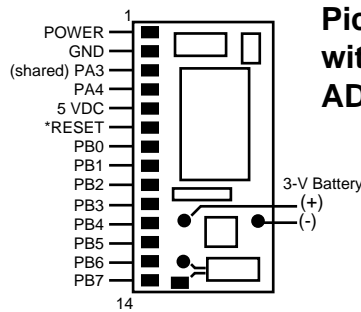 1
POWER
GND
(shared) PA3
PA4
5 VDC
*RESET
PB0
PB1
PB2
PB3
PB4
PB5
PB6
PB7
14
3-V Battery
(+)
(-)
Pic
wit
AD